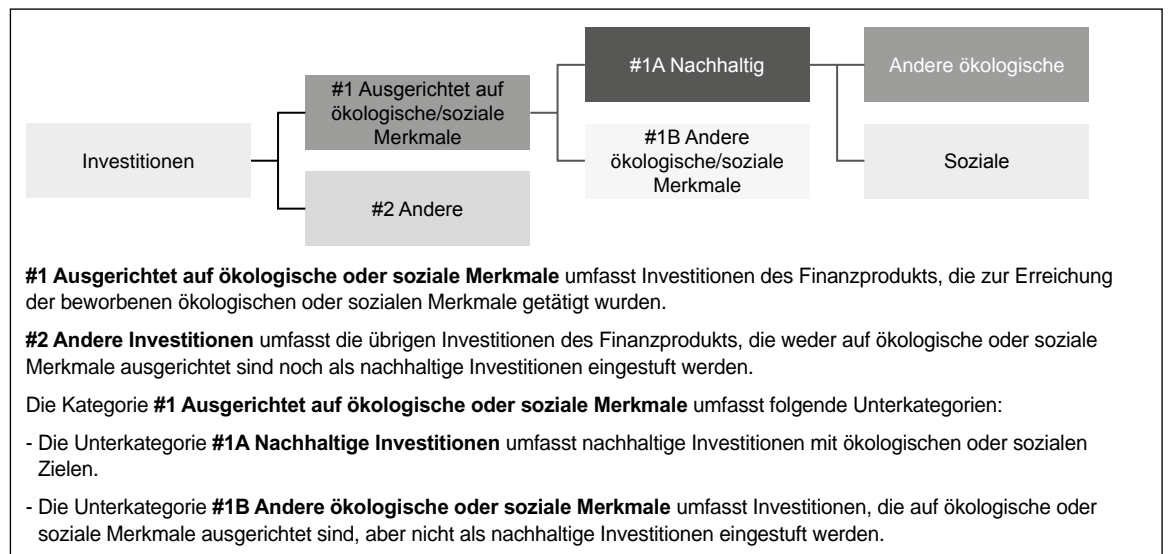 #1A Nachhaltig
Andere ökologische
#1 Ausgerichtet auf
ökologische/soziale
Merkmale
Investitionen
#1B Andere
ökologische/soziale
Merkmale
Soziale
#2 Andere
#1 Ausgerichtet auf ökologische oder soziale Merkmale umfasst Investitionen des Finanzprodukts, die zur Erreichung
der beworbenen ökologischen oder sozialen Merkmale getätigt wurden.
#2 Andere Investitionen umfasst die übrigen Investitionen des Finanzprodukts, die weder auf ökologische oder soziale
Merkmale ausgerichtet sind noch als nachhaltige Investitionen eingestuft werden.
Die Kategorie #1 Ausgerichtet auf ökologische oder soziale Merkmale umfasst folgende Unterkategorien:
- Die Unterkategorie #1A Nachhaltige Investitionen umfasst nachhaltige Investitionen mit ökologischen oder sozialen
Zielen.
- Die Unterkategorie #1B Andere ökologische oder soziale Merkmale umfasst Investitionen, die auf ökologische oder
soziale Merkmale ausgerichtet sind, aber nicht als nachhaltige Investitionen eingestuft werden.